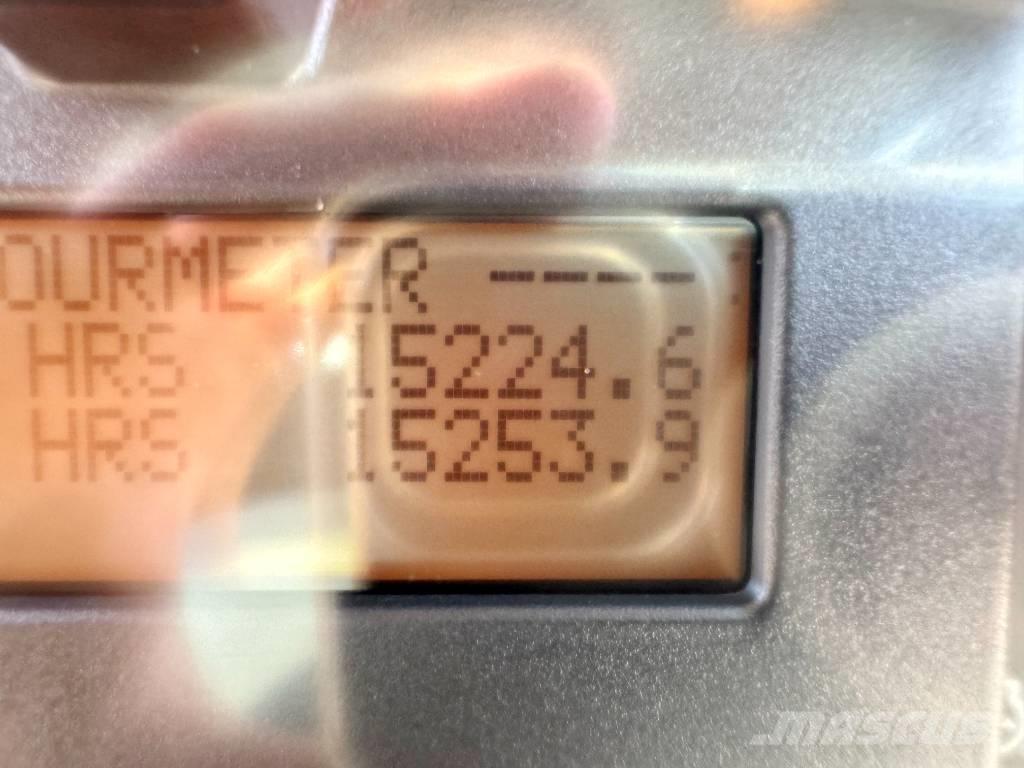 OURMETER ----:
HRS 15224.6
HRS 15253.9
MASCUS